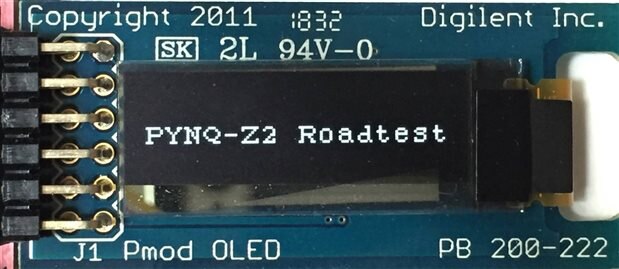 Copyright 2011 1832 Digilent Inc.
SK 2L 94V-0
PYNQ-Z2 Roadtest
J1 Pmod OLED PB 200-222